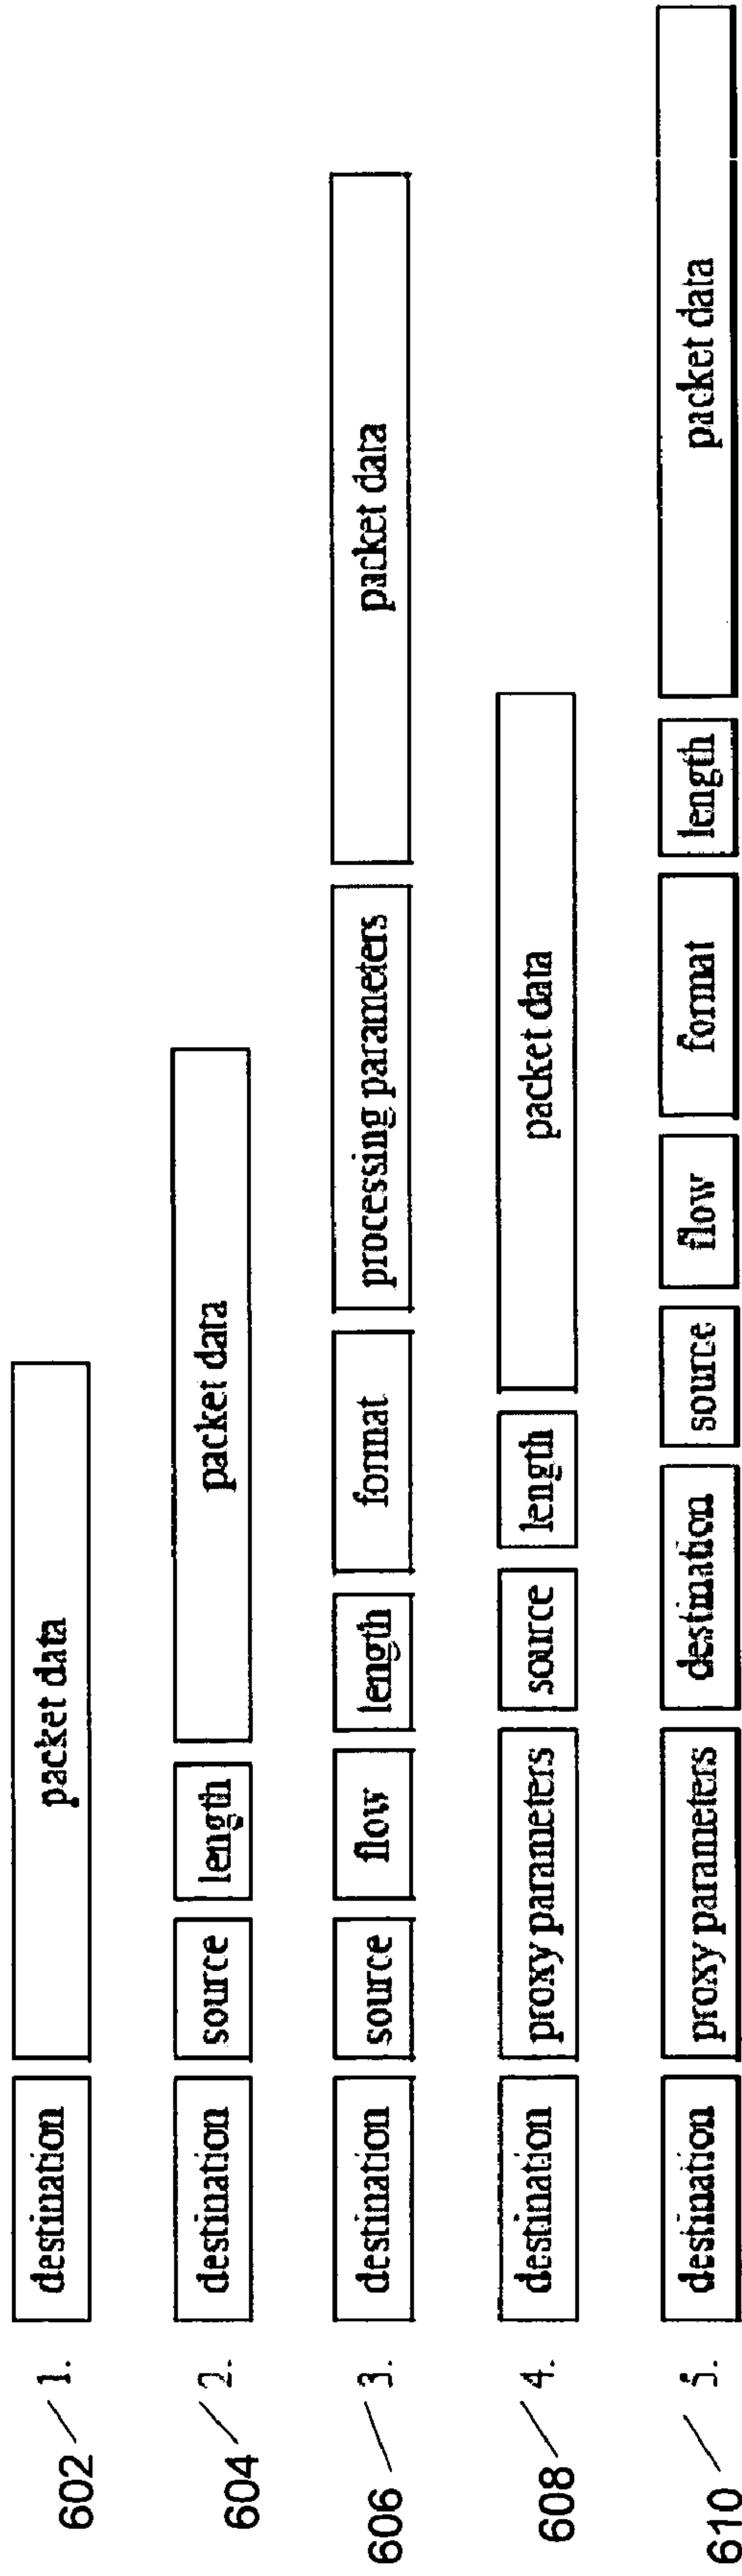 602 1. destination packet data
604 2. destination source length packet data
606 3. destination source flow length format processing parameters packet data
608 4. destination proxy parameters source length packet data
610 5. destination proxy parameters destination source flow format length packet data